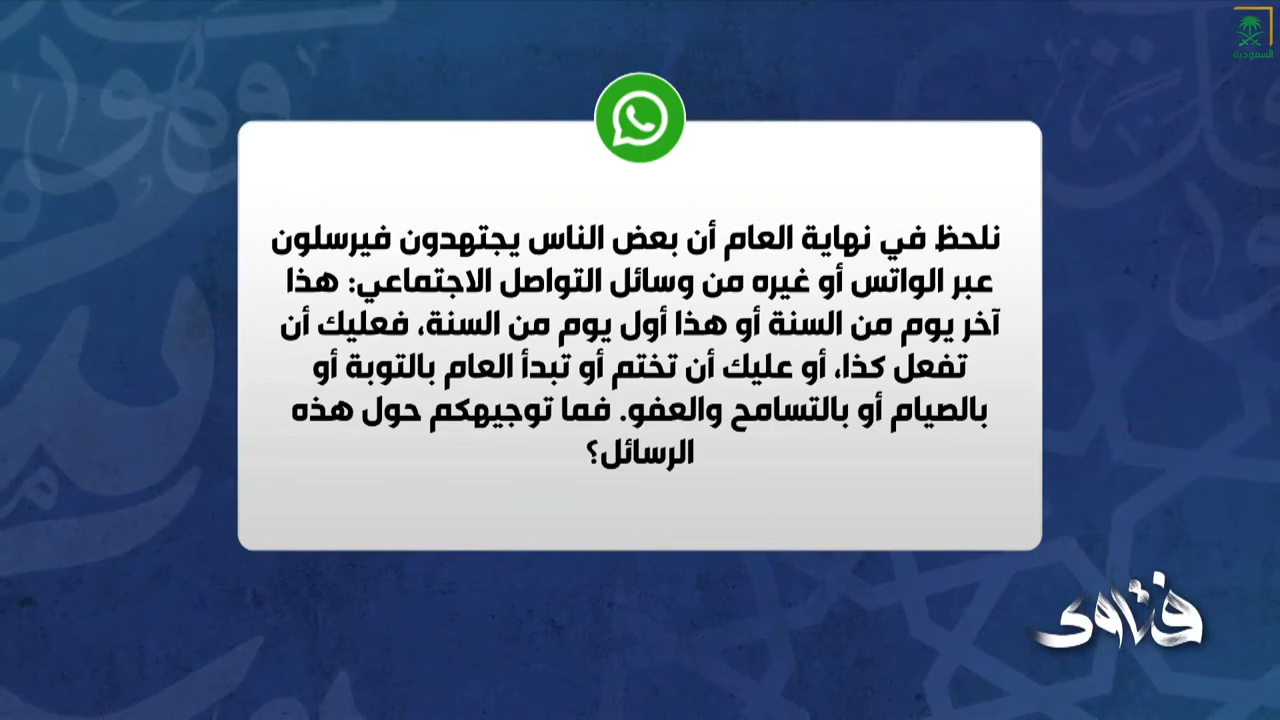 السعودية
نلحظ في نهاية العام أن بعض الناس يجتهدون فيرسلون
عبر الواتس أو غيره من وسائل التواصل الاجتماعي: هذا
آخر يوم من السنة أو هذا أول يوم من السنة، فعليك أن
تفعل كذا، أو عليك أن تختم أو تبدأ العام بالتوبة أو
بالصيام أو بالتسامح والعفو. فما توجيهكم حول هذه
الرسائل؟
فتاوى